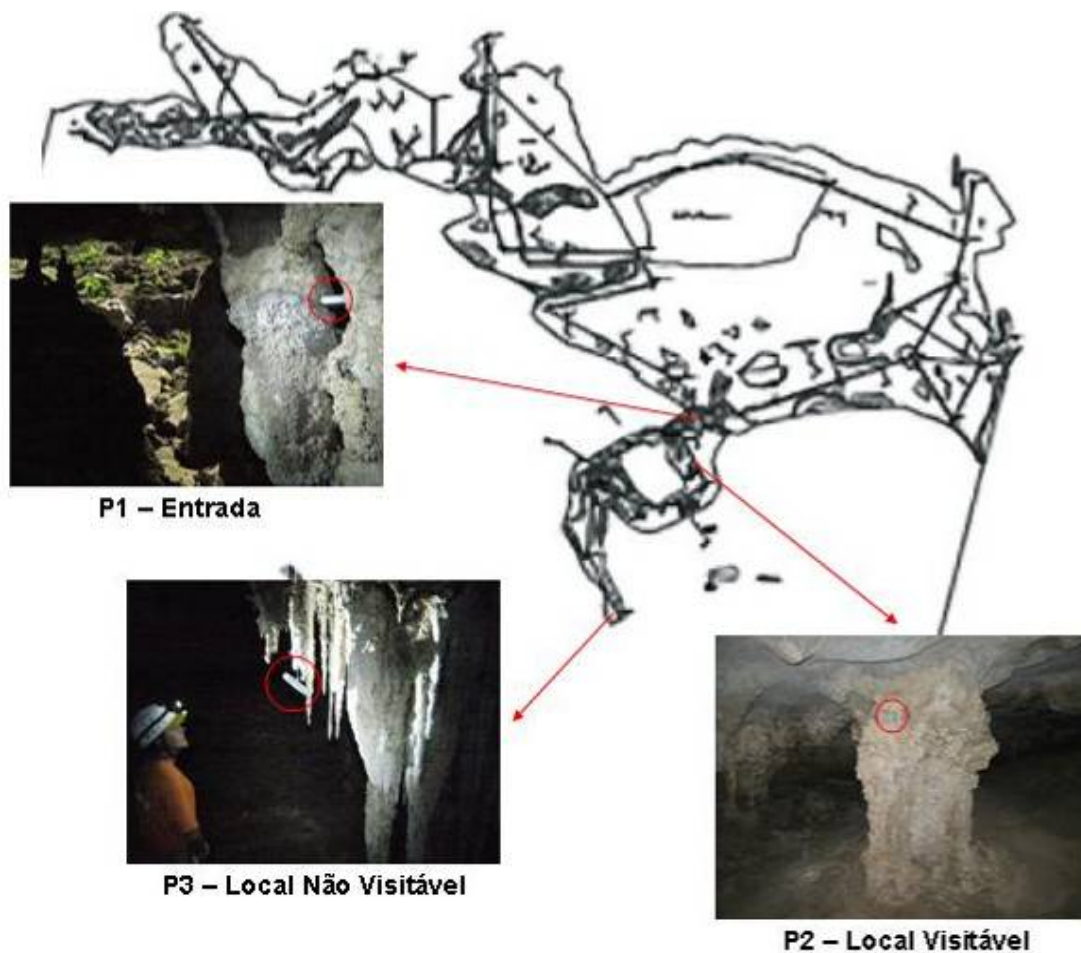 P1 – Entrada
P3 – Local Não Visitável
P2 – Local Visitável